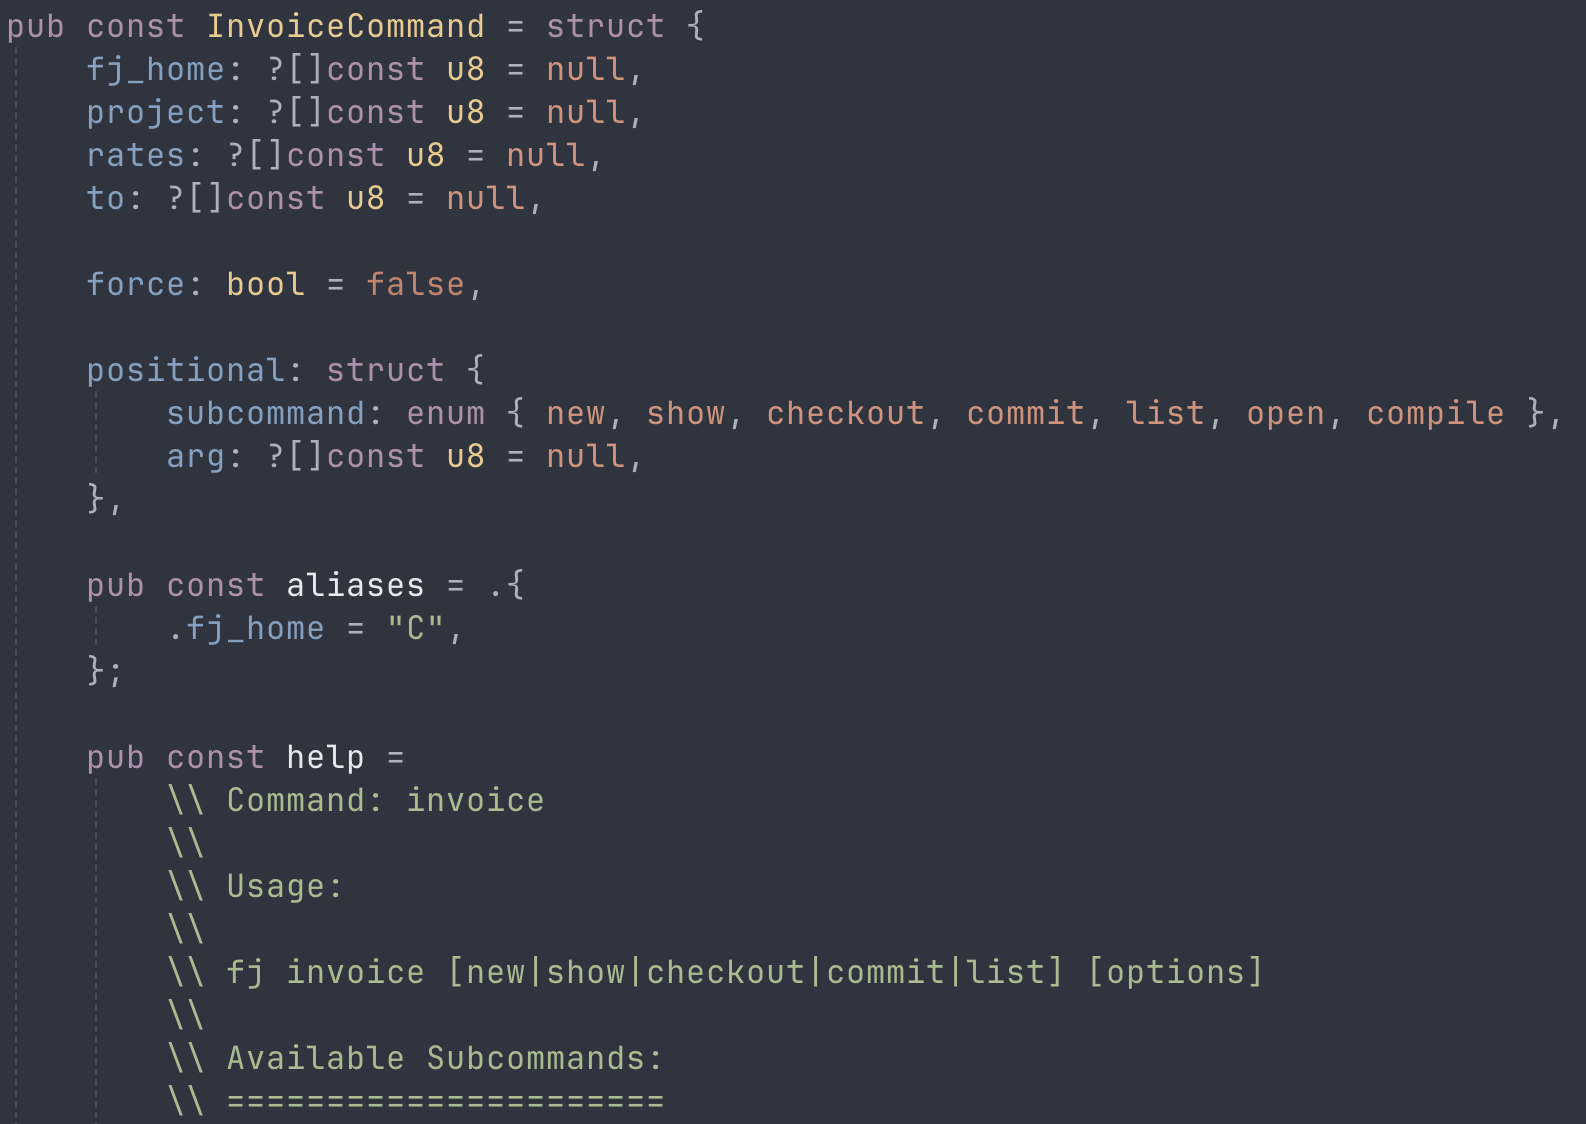 pub const InvoiceCommand = struct {
    fj_home: ?[]const u8 = null,
    project: ?[]const u8 = null,
    rates: ?[]const u8 = null,
    to: ?[]const u8 = null,

    force: bool = false,

    positional: struct {
        subcommand: enum { new, show, checkout, commit, list, open, compile },
        arg: ?[]const u8 = null,
    },

    pub const aliases = .{
        .fj_home = "C",
    };

    pub const help =
        \\ Command: invoice
        \\
        \\ Usage:
        \\
        \\ fj invoice [new|show|checkout|commit|list] [options]
        \\
        \\ Available Subcommands:
        \\ ======================